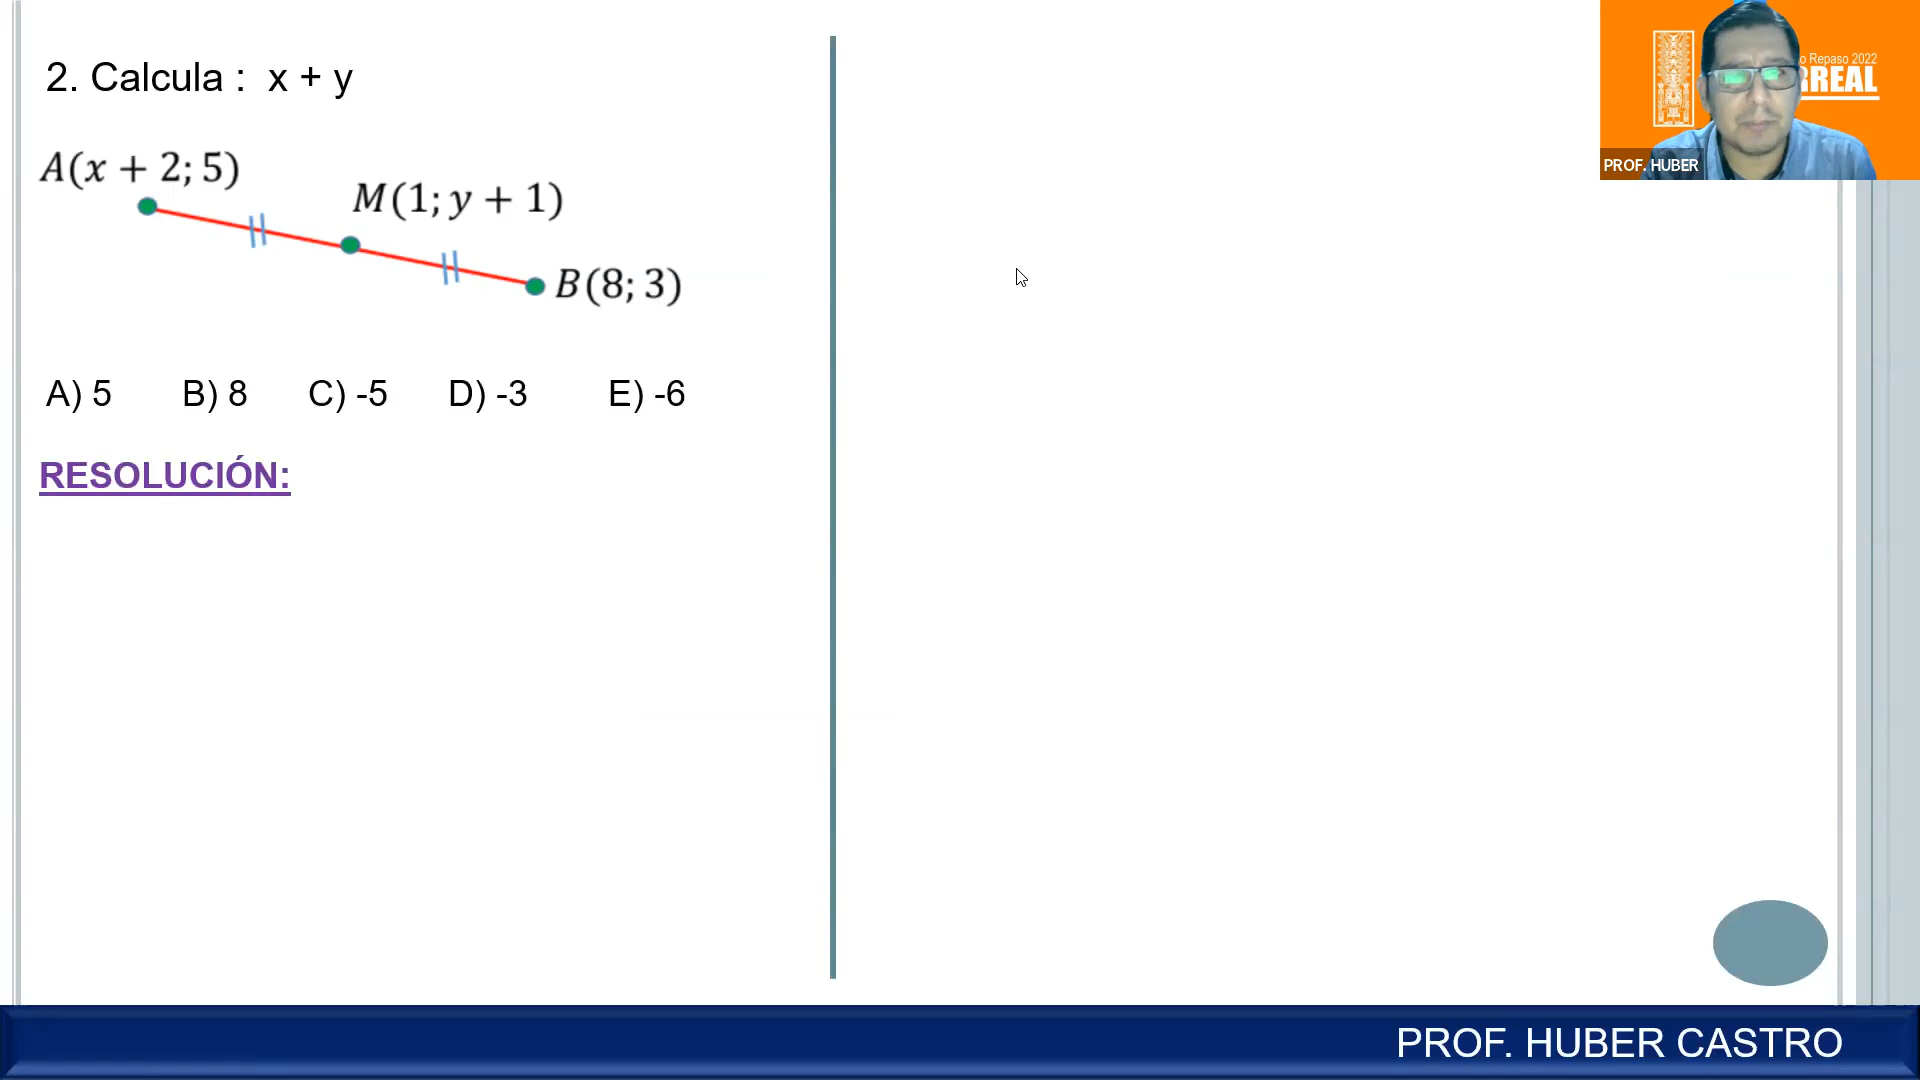 2. Calcula : x + y
A(x + 2; 5)
M(1; y + 1)
B(8; 3)
A) 5 B) 8 C) -5 D) -3 E) -6
RESOLUCIÓN:
o Repaso 2022
RREAL
PROF. HUBER
PROF. HUBER CASTRO